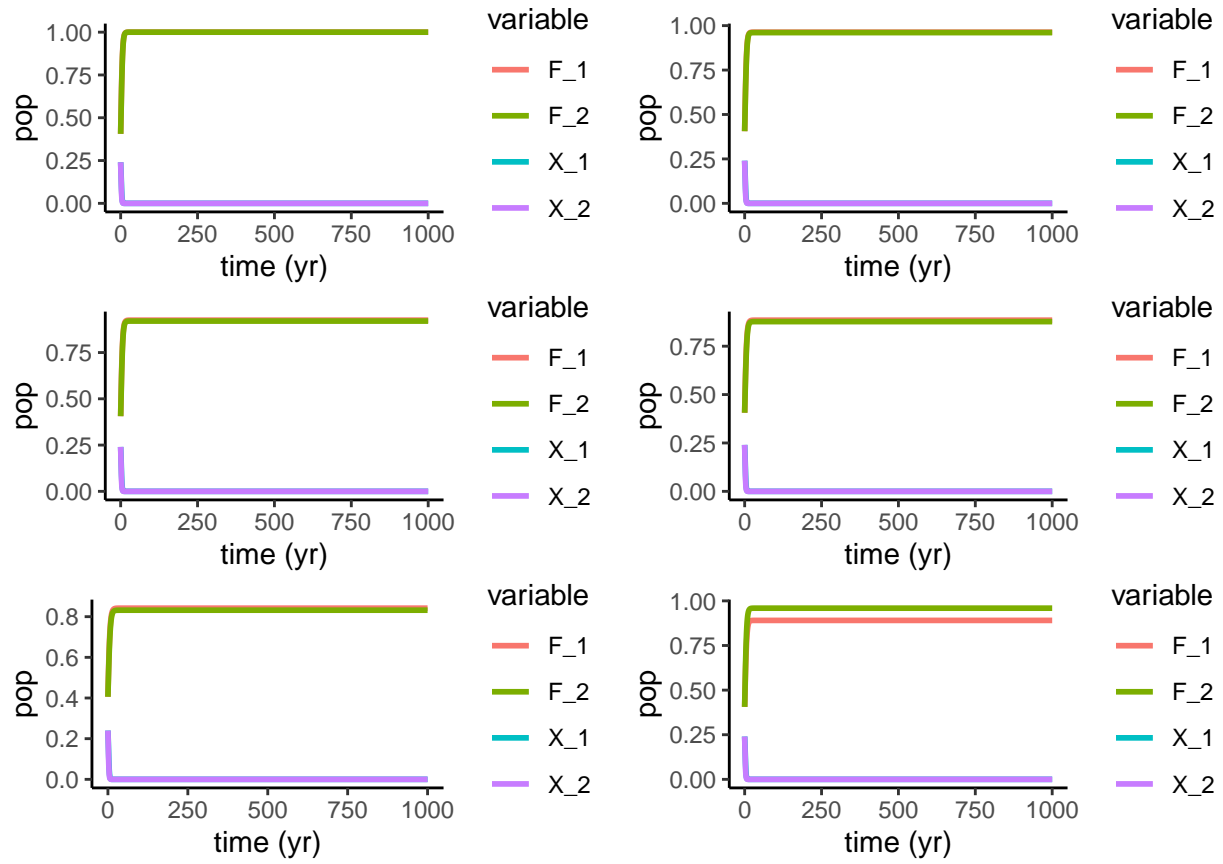 variable
F_1
F_2
X_1
X_2
pop
1.00
0.75
0.50
0.25
0.00
0 250 500 750 1000
time (yr)
variable
F_1
F_2
X_1
X_2
pop
1.00
0.75
0.50
0.25
0.00
0 250 500 750 1000
time (yr)
variable
F_1
F_2
X_1
X_2
pop
0.75
0.50
0.25
0.00
0 250 500 750 1000
time (yr)
variable
F_1
F_2
X_1
X_2
pop
0.75
0.50
0.25
0.00
0 250 500 750 1000
time (yr)
variable
F_1
F_2
X_1
X_2
pop
0.8
0.6
0.4
0.2
0.0
0 250 500 750 1000
time (yr)
variable
F_1
F_2
X_1
X_2
pop
1.00
0.75
0.50
0.25
0.00
0 250 500 750 1000
time (yr)